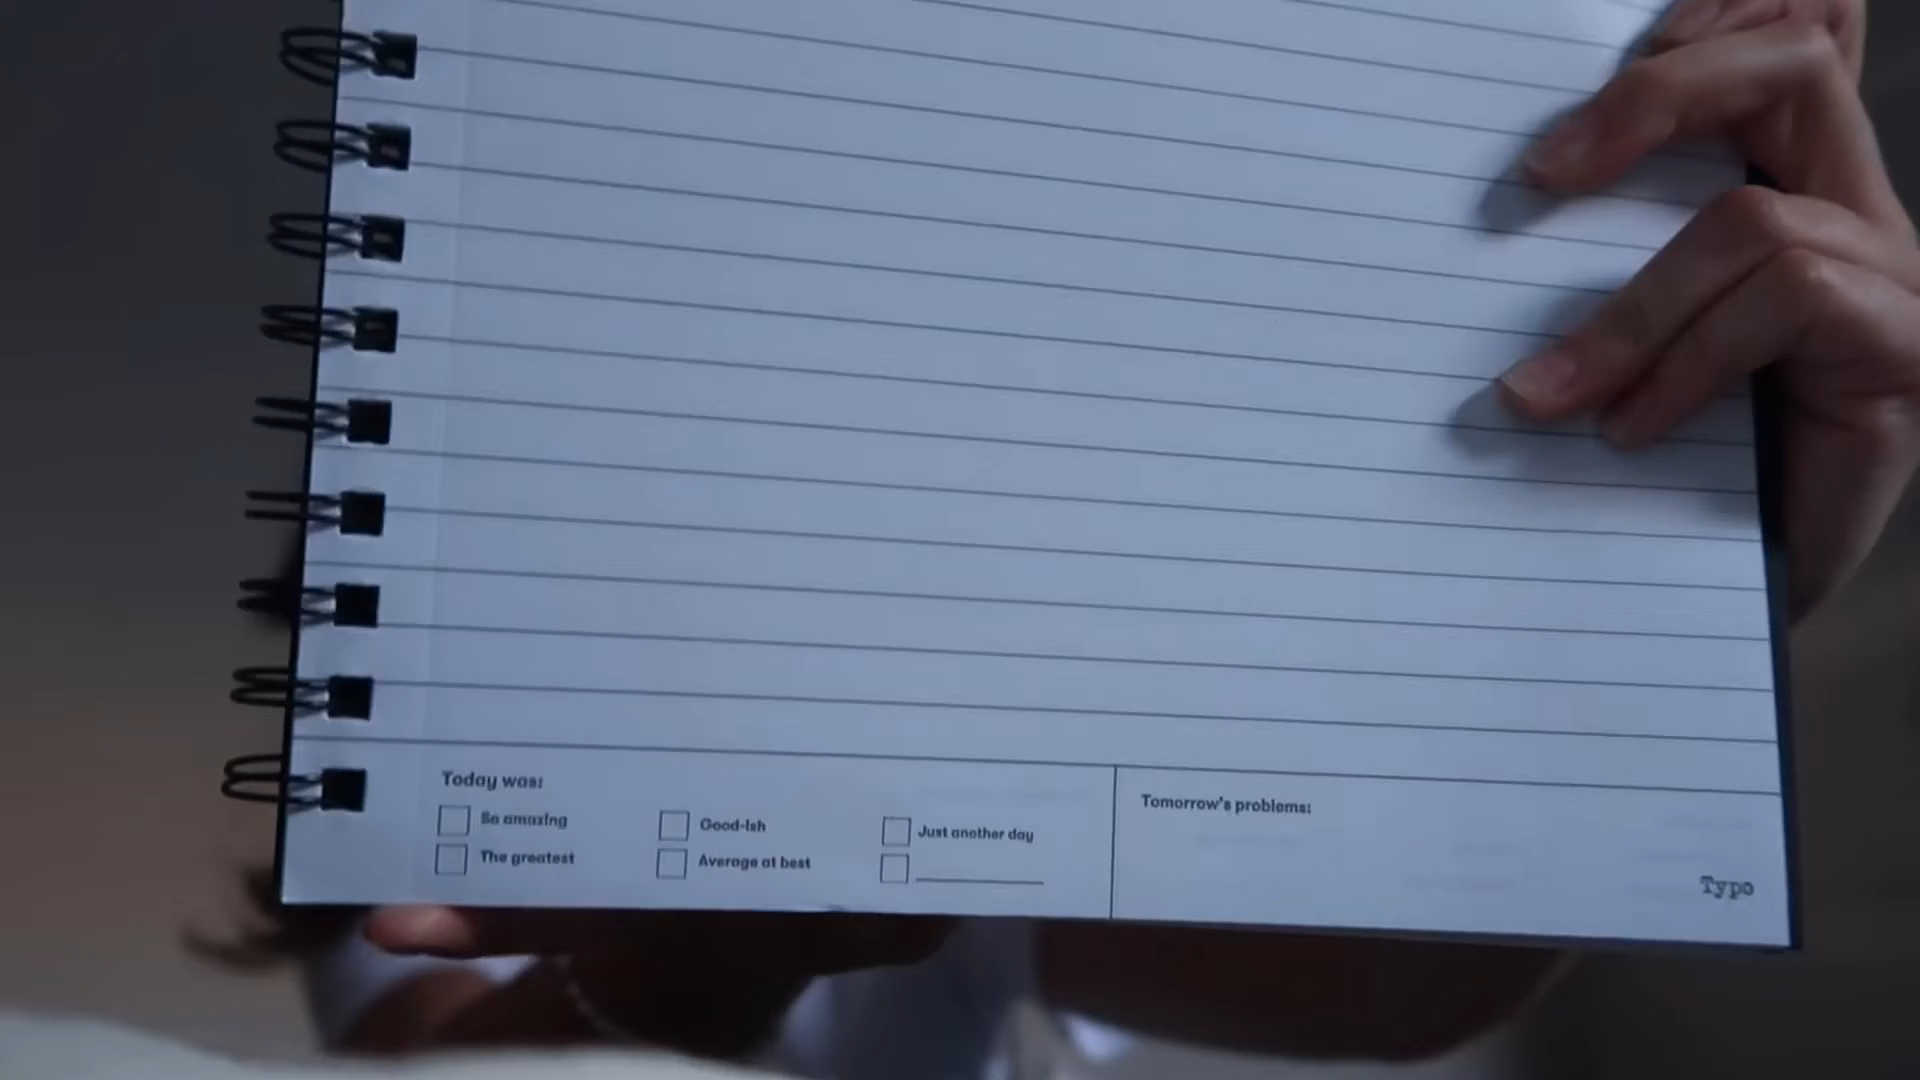 Today was:
So amazing
Good-ish
Just another day
The greatest
Average at best
Tomorrow's problems:
Typo